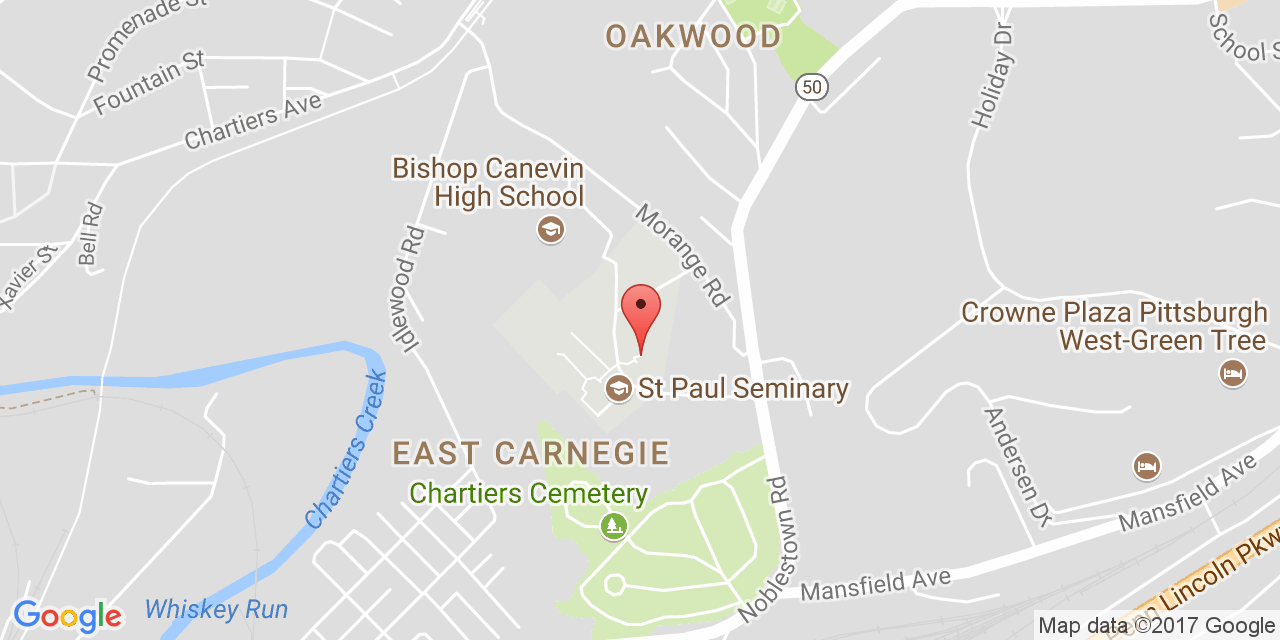 Promenade St
OAKWOOD
School S
Fountain St
50
Holiday Dr
Chartiers Ave
Bishop Canevin
High School
Bell Rd
Morange Rd
Xavier St
Idlewood Rd
Crowne Plaza Pittsburgh
West-Green Tree
St Paul Seminary
Chartiers Creek
EAST CARNEGIE
Andersen Dr
Chartiers Cemetery
Mansfield Ave
Noblestown Rd
Lincoln Pkw
Mansfield Ave
Google
Whiskey Run
Map data ©2017 Google